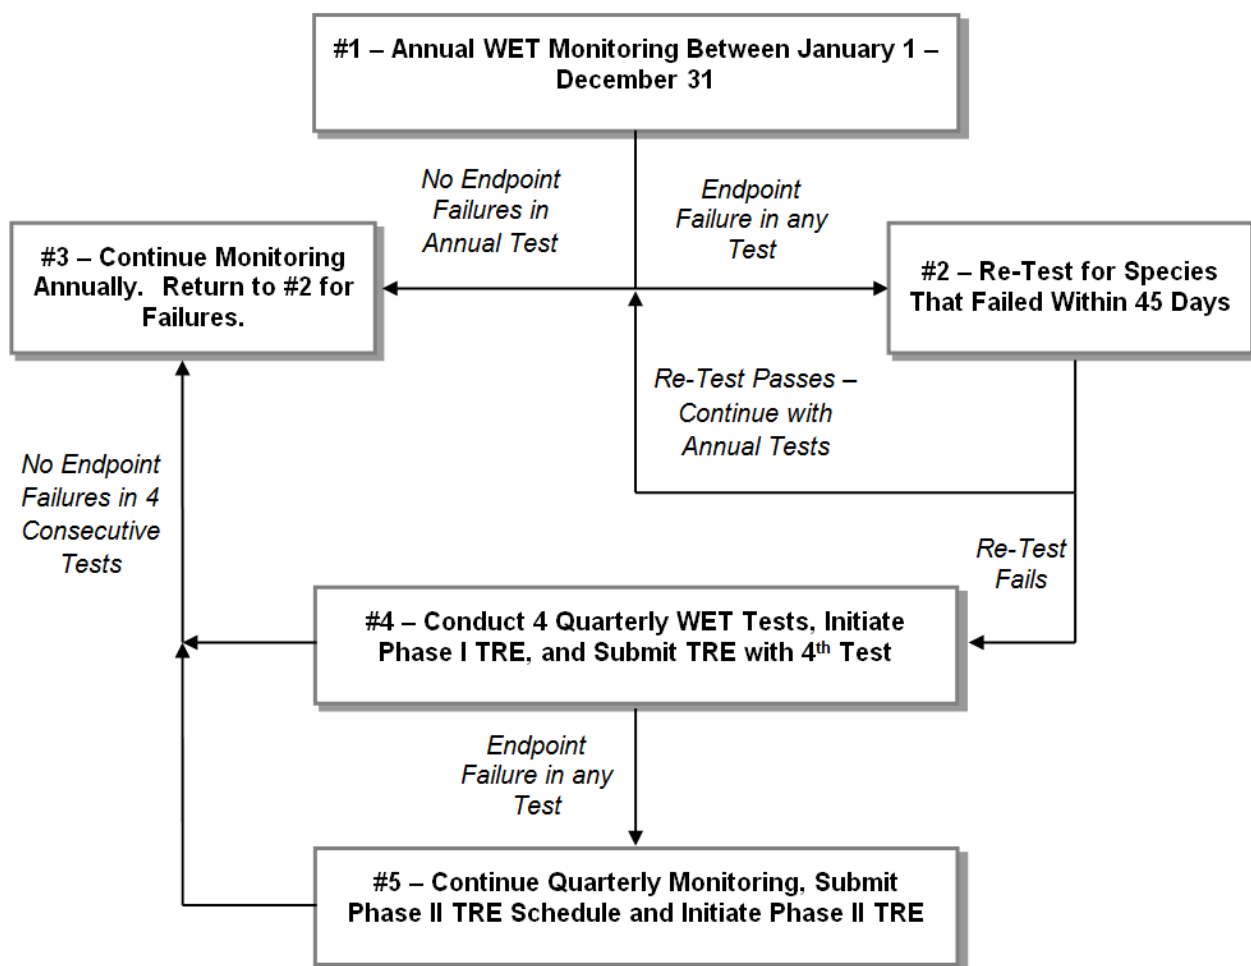 #1 – Annual WET Monitoring Between January 1 –
December 31
No Endpoint
Failures in
Annual Test
Endpoint
Failure in any
Test
#3 – Continue Monitoring
Annually.   Return to #2 for
Failures.
#2 – Re-Test for Species
That Failed Within 45 Days
Re-Test Passes –
Continue with
Annual Tests
No Endpoint
Failures in 4
Consecutive
Tests
Re-Test
Fails
#4 – Conduct 4 Quarterly WET Tests, Initiate
Phase I TRE, and Submit TRE with 4th Test
Endpoint
Failure in any
Test
#5 – Continue Quarterly Monitoring, Submit
Phase II TRE Schedule and Initiate Phase II TRE